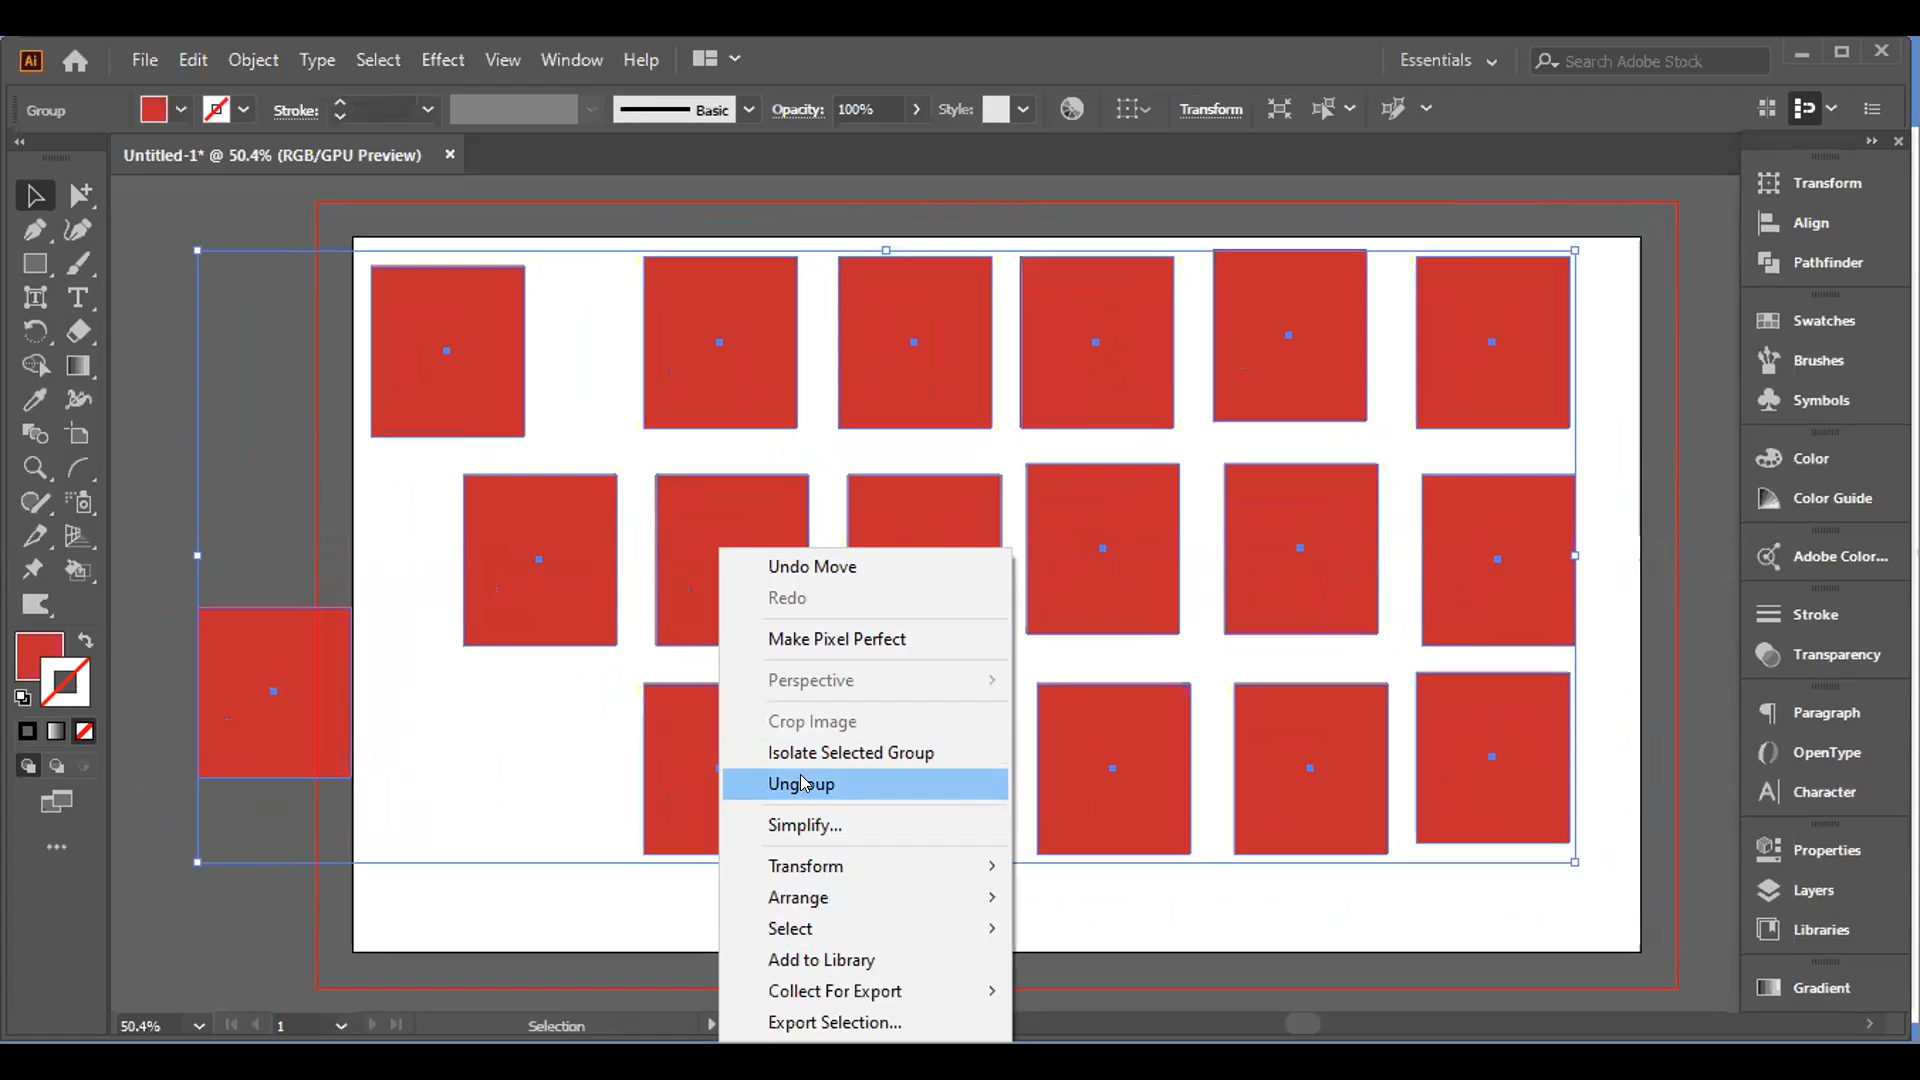 Ai File Edit Object Type Select Effect View Window Help Essentials Search Adobe Stock
Group Stroke: Basic Opacity: 100% Style: Transform
Untitled-1* @ 50.4% (RGB/GPU Preview)
Transform
Align
Pathfinder
Swatches
Brushes
Symbols
Color
Color Guide
Adobe Color...
Stroke
Transparency
Paragraph
OpenType
Character
Properties
Layers
Libraries
Gradient
Undo Move
Redo
Make Pixel Perfect
Perspective
Crop Image
Isolate Selected Group
Ungroup
Simplify...
Transform
Arrange
Select
Add to Library
Collect For Export
Export Selection...
50.4% 1 Selection